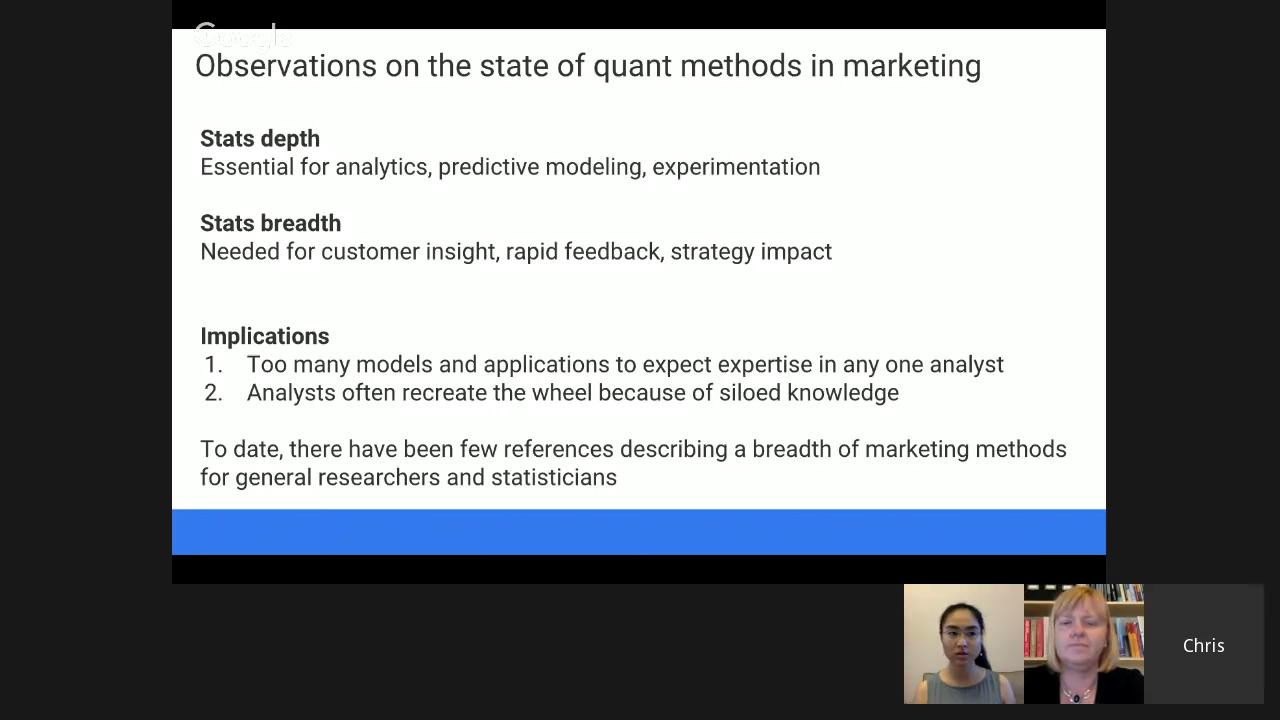 Google
Observations on the state of quant methods in marketing
Stats depth
Essential for analytics, predictive modeling, experimentation
Stats breadth
Needed for customer insight, rapid feedback, strategy impact
Implications
1. Too many models and applications to expect expertise in any one analyst
2. Analysts often recreate the wheel because of siloed knowledge
To date, there have been few references describing a breadth of marketing methods
for general researchers and statisticians
Chris